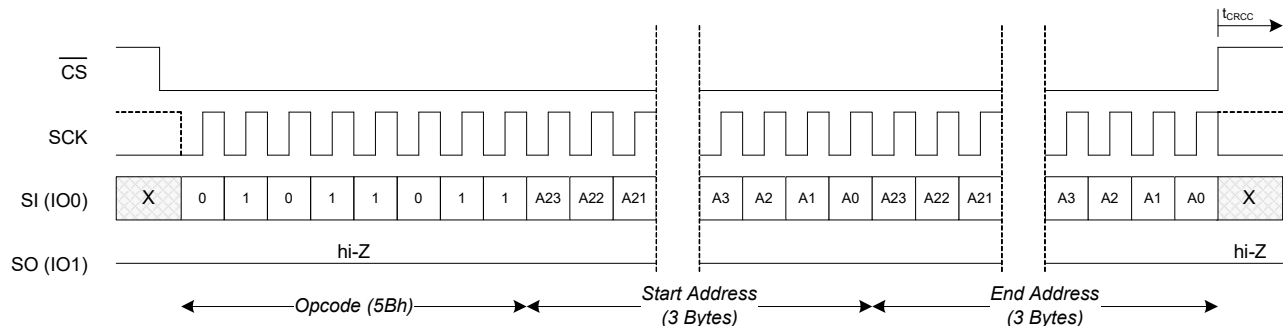 tCRCC
CS
SCK
SI (IO0) X 0 1 0 1 1 0 1 1 A23 A22 A21 A3 A2 A1 A0 A23 A22 A21 A3 A2 A1 A0 X
hi-Z hi-Z
SO (IO1)
Opcode (5Bh) Start Address End Address
(3 Bytes) (3 Bytes)